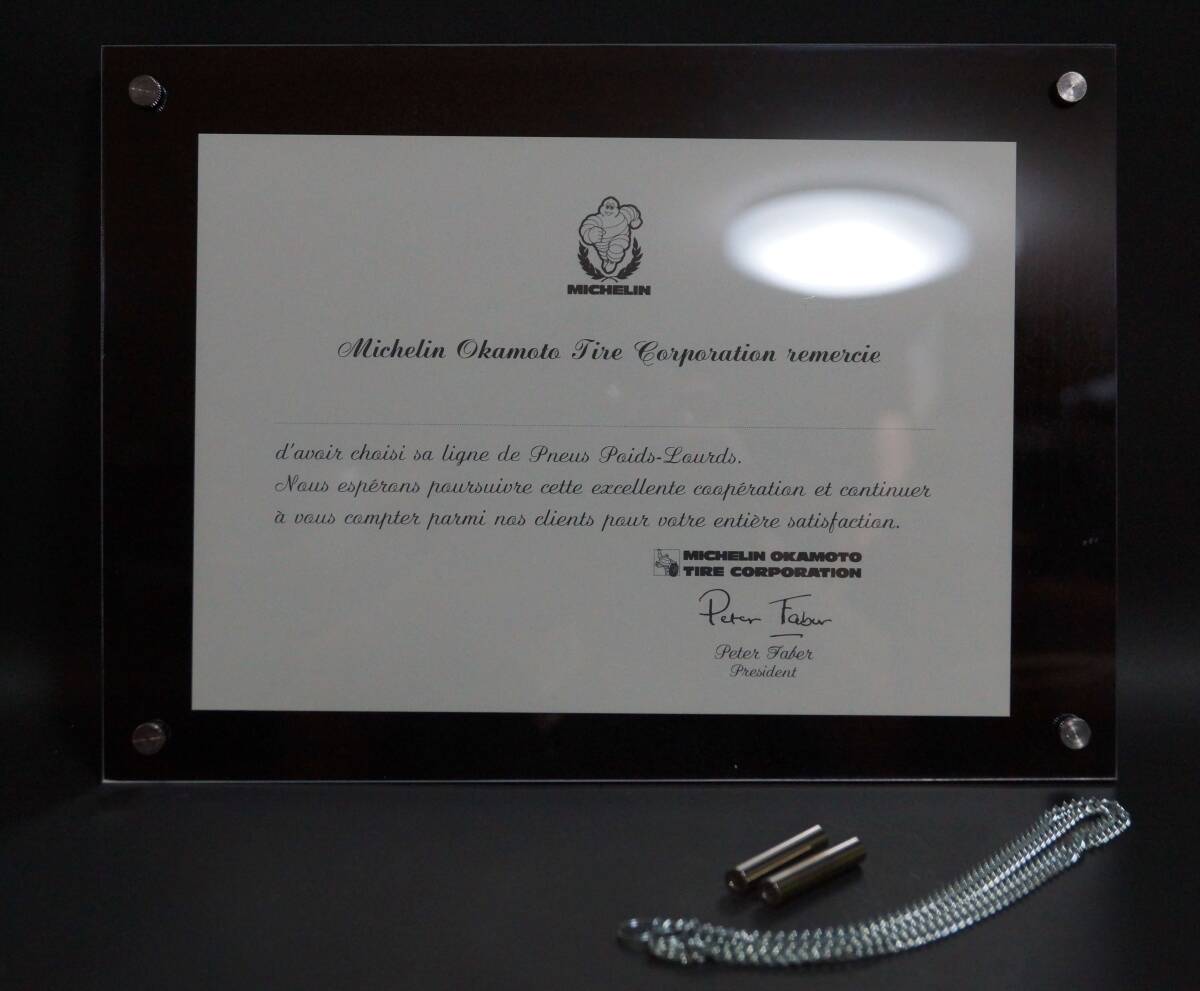 MICHELIN
Michelin Okamoto Tire Corporation remercie
d'avoir choisi sa ligne de Pneus Poids-Lourds.
Nous espérons poursuivre cette excellente coopération et continuer
à vous compter parmi nos clients pour votre entière satisfaction.
MICHELIN OKAMOTO
TIRE CORPORATION
Peter Faber
Peter Faber
President